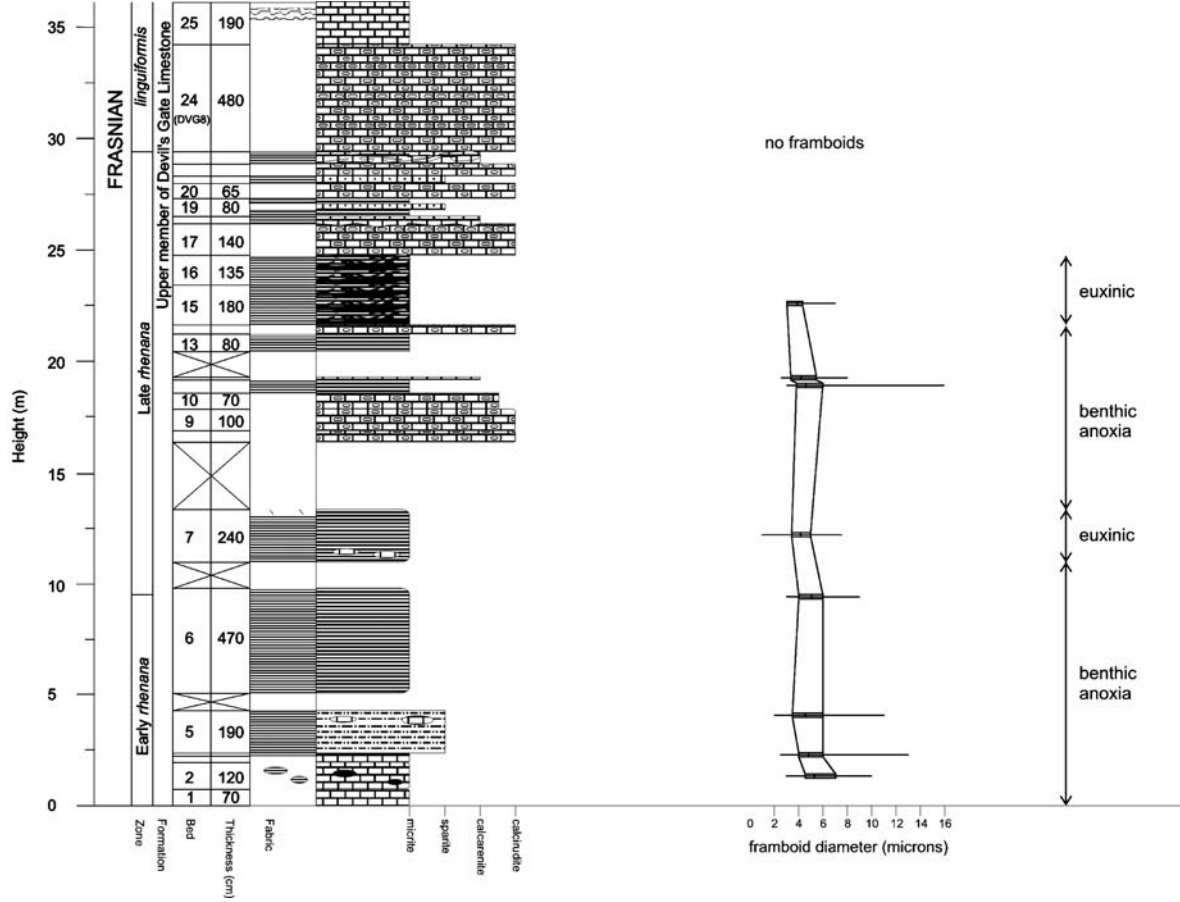 35
30
25
20
15
10
5
0
Height (m)
FRASNIAN
linguiformis
Late rhenana
Early rhenana
Upper member of Devil's Gate Limestone
25 190
24 480
(DVG8)
20 65
19 80
17 140
16 135
15 180
13 80
10 70
9 100
7 240
6 470
5 190
2 120
1 70
Zone
Formation
Bed
Thickness (cm)
Fabric
micrite
sparite
calcarenite
calcirudite
no framboids
0 2 4 6 8 10 12 14 16
framboid diameter (microns)
euxinic
benthic
anoxia
euxinic
benthic
anoxia